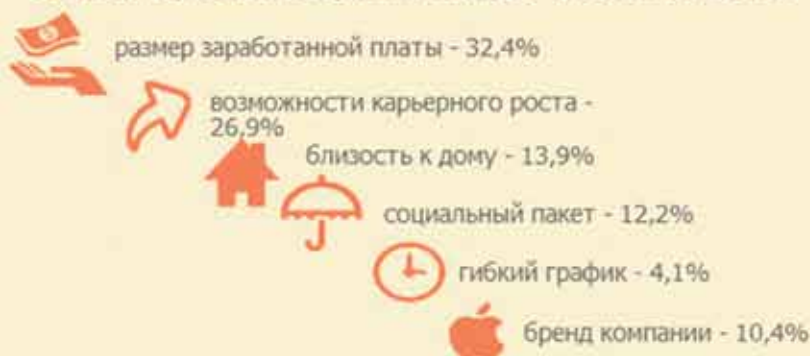 размер заработанной платы - 32,4%
возможности карьерного роста -
26,9%
близость к дому - 13,9%
социальный пакет - 12,2%
гибкий график - 4,1%
бренд компании - 10,4%